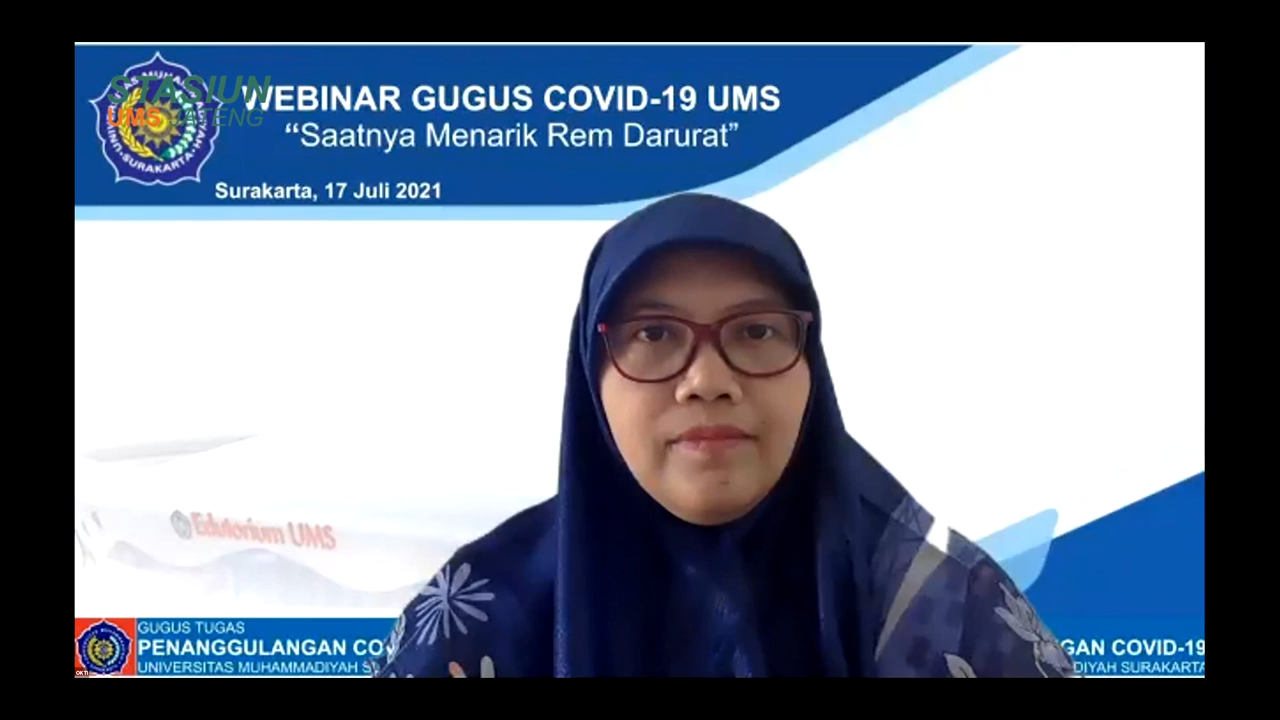 STASIUN
UMS JATENG
WEBINAR GUGUS COVID-19 UMS
“Saatnya Menarik Rem Darurat”
SURAKARTA
Surakarta, 17 Juli 2021
Edutorium UMS
GUGUS TUGAS
PENANGGULANGAN CO
UNIVERSITAS MUHAMMADIYAH S
GAN COVID-19
DIYAH SURAKARTA